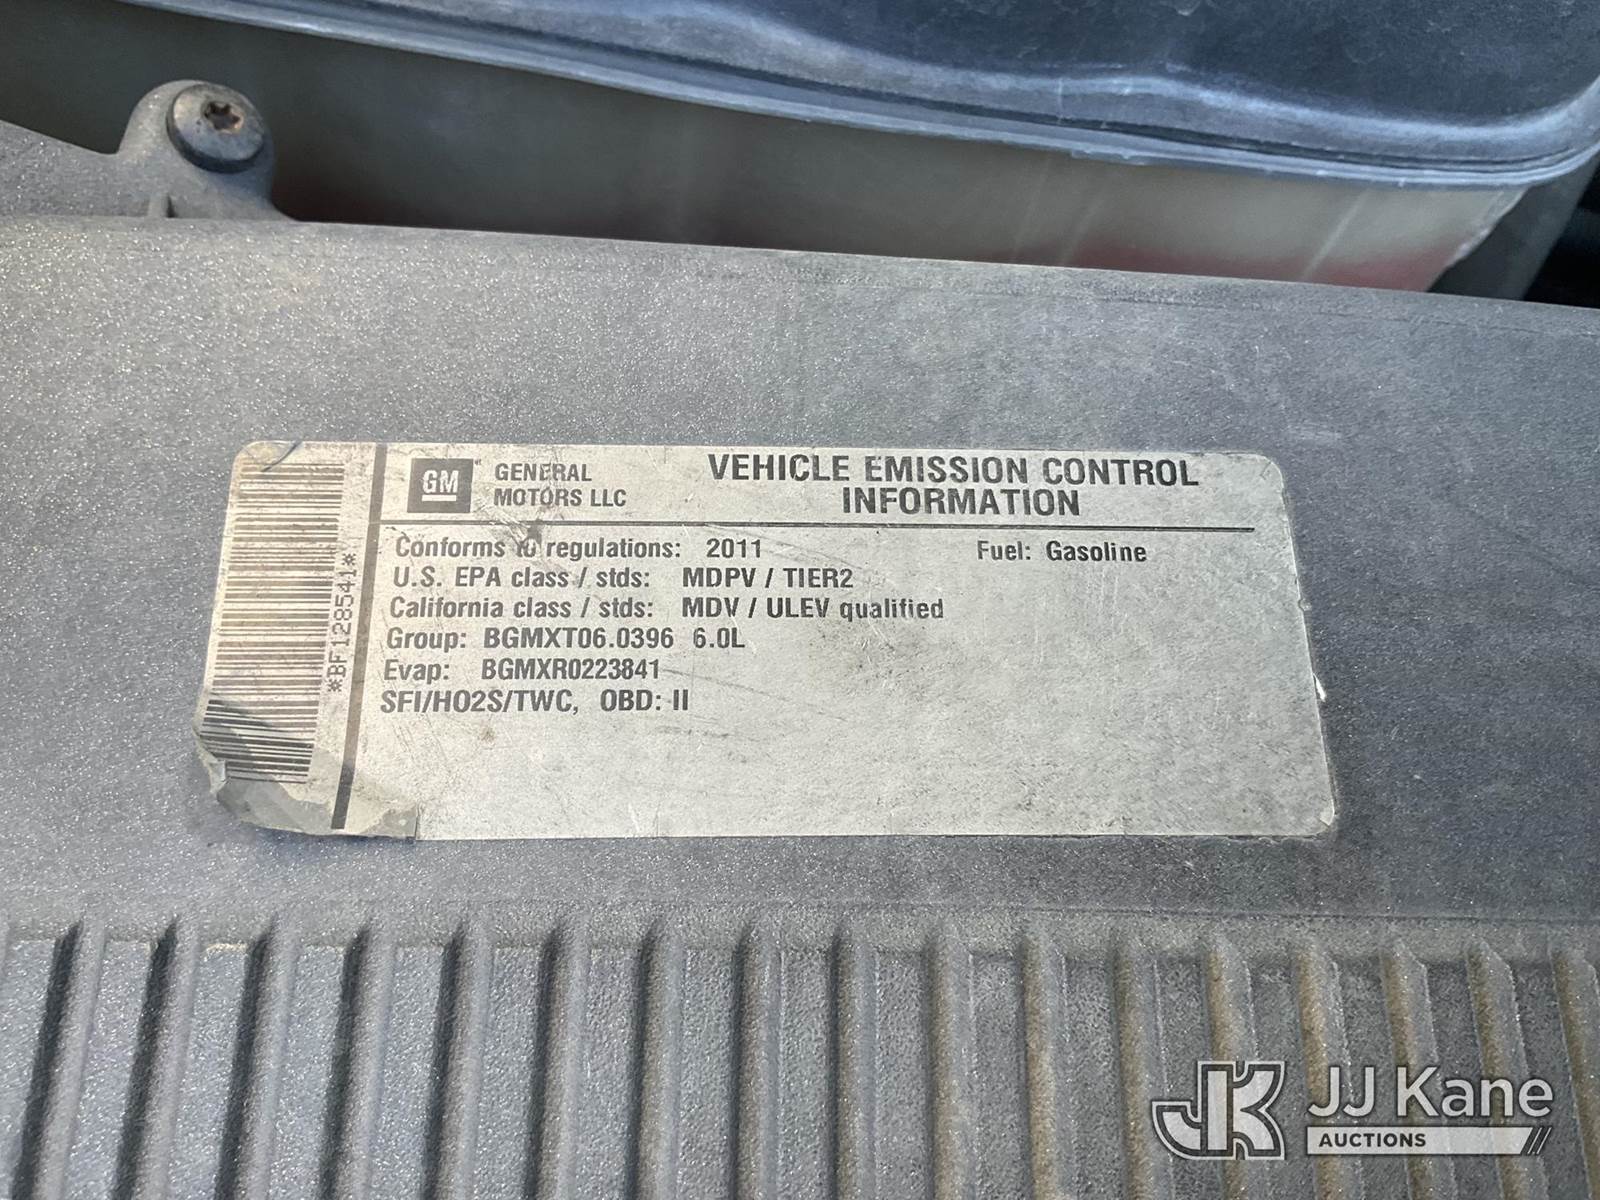 GM
GENERAL
MOTORS LLC
VEHICLE EMISSION CONTROL
INFORMATION
Conforms to regulations: 2011 Fuel: Gasoline
U.S. EPA class / stds: MDPV / TIER2
California class / stds: MDV / ULEV qualified
Group: BGMXT06.0396 6.0L
Evap: BGMXR0223841
SFI/HO2S/TWC, OBD: II
*BF128541*
JK JJ Kane
AUCTIONS